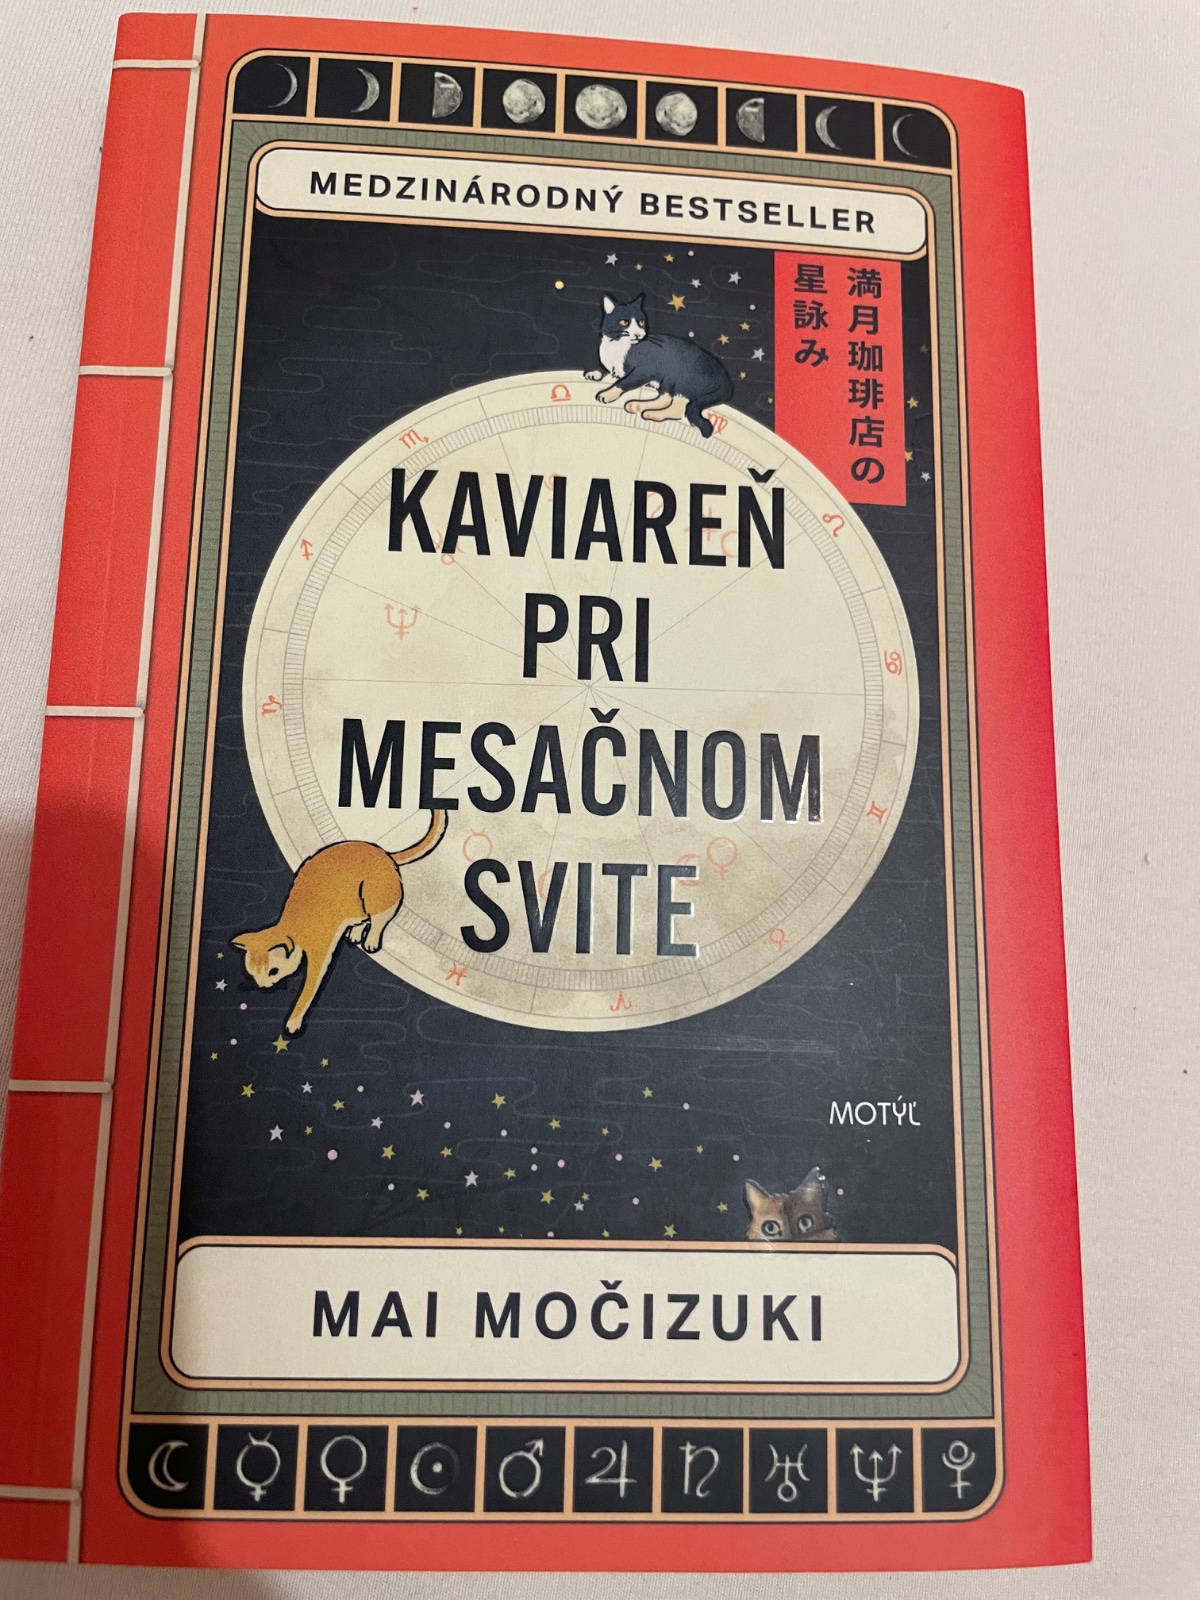 MEDZINÁRODNÝ BESTSELLER
満月珈琲店の
星詠み
KAVIAREŇ
PRI
MESAČNOM
SVITE
MOTÝĽ
MAI MOČIZUKI